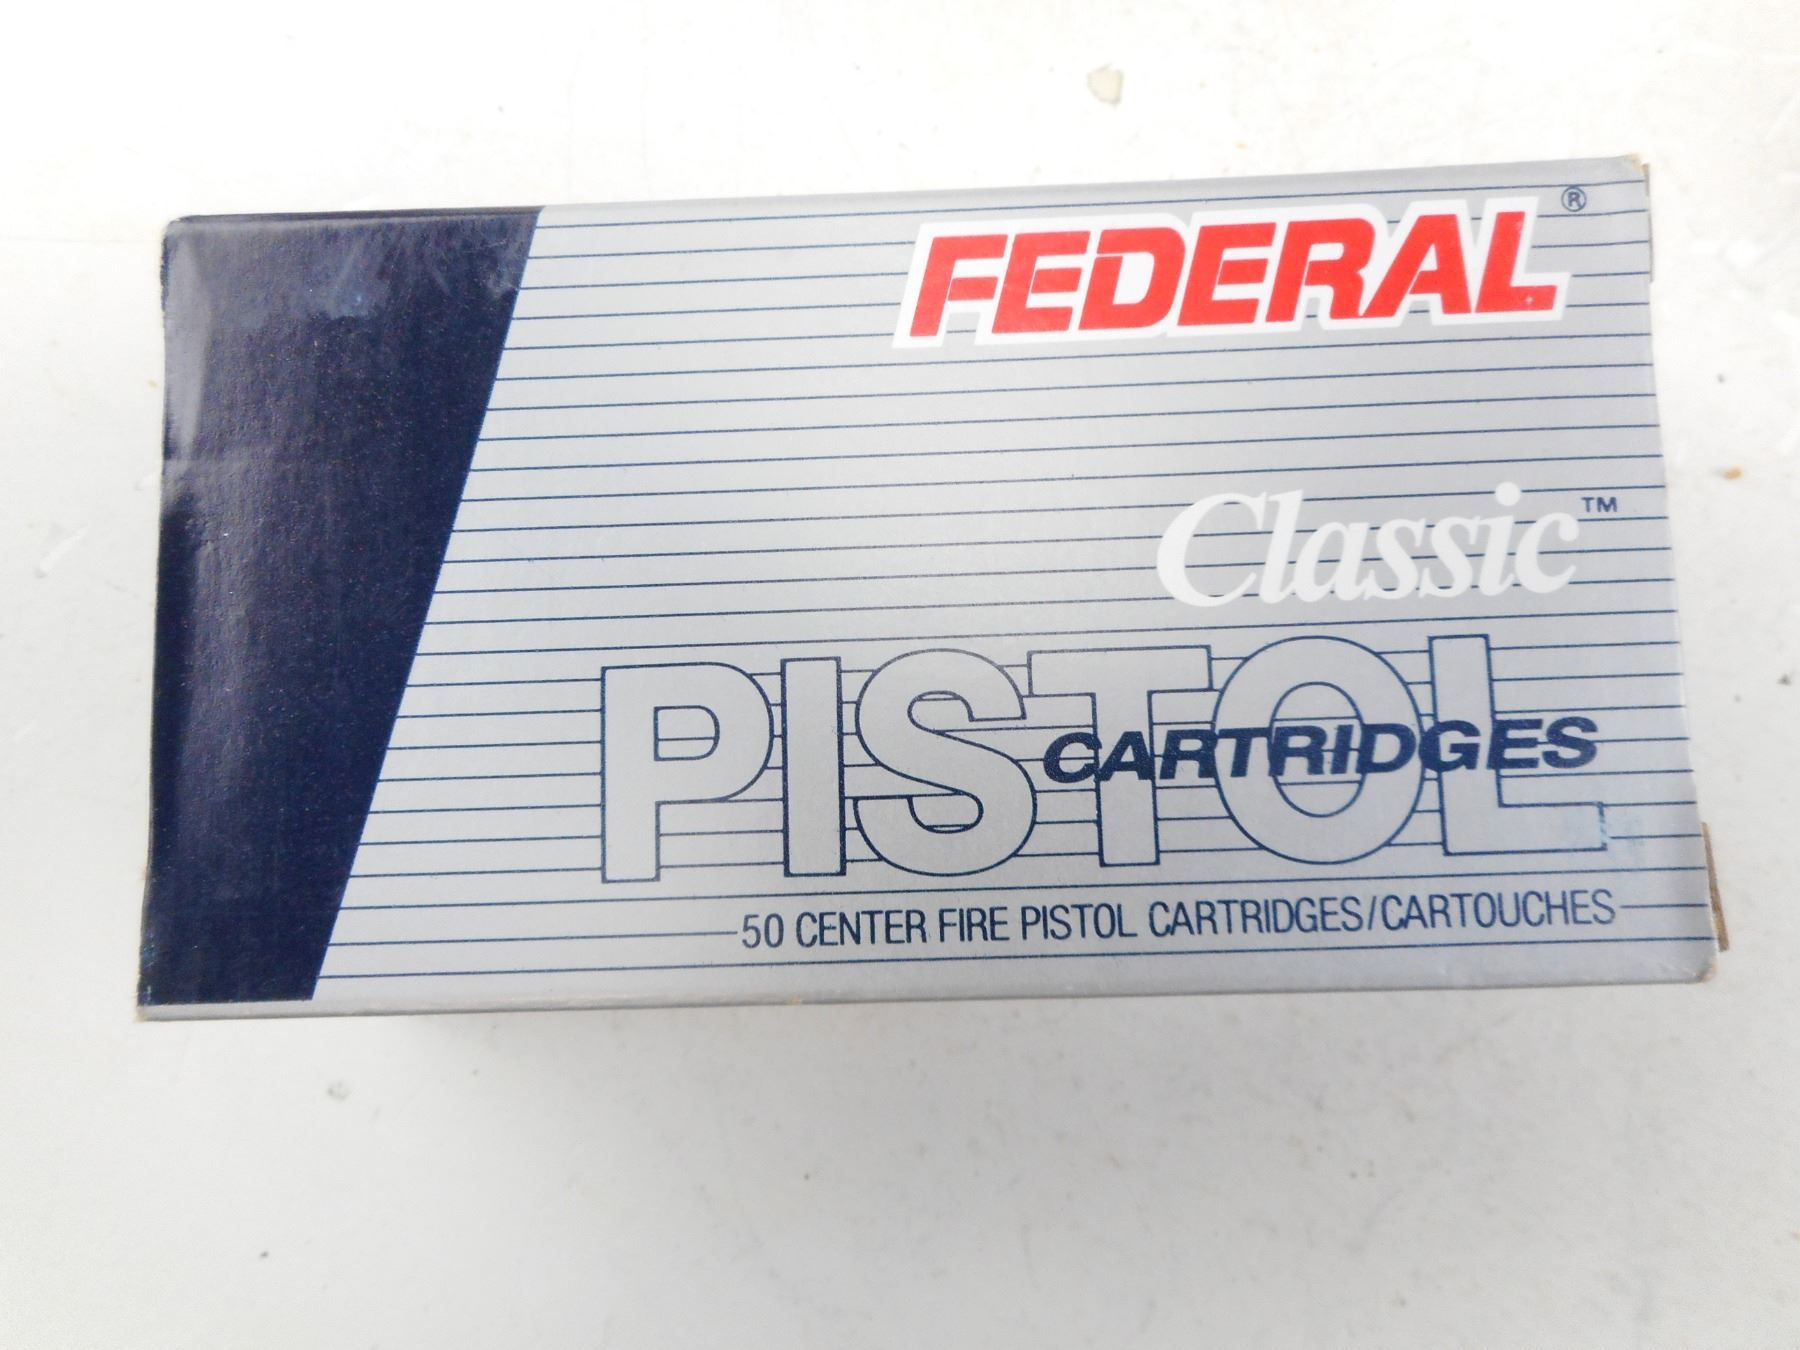 FEDERAL®
Classic™
PISTOL
CARTRIDGES
50 CENTER FIRE PISTOL CARTRIDGES/CARTOUCHES